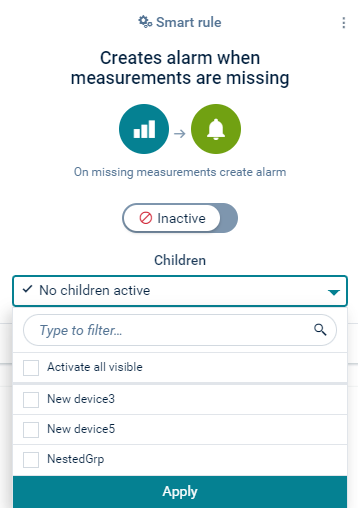 Smart rule
Creates alarm when
measurements are missing
On missing measurements create alarm
Inactive
Children
No children active
Type to filter...
Activate all visible
New device3
New device5
NestedGrp
Apply